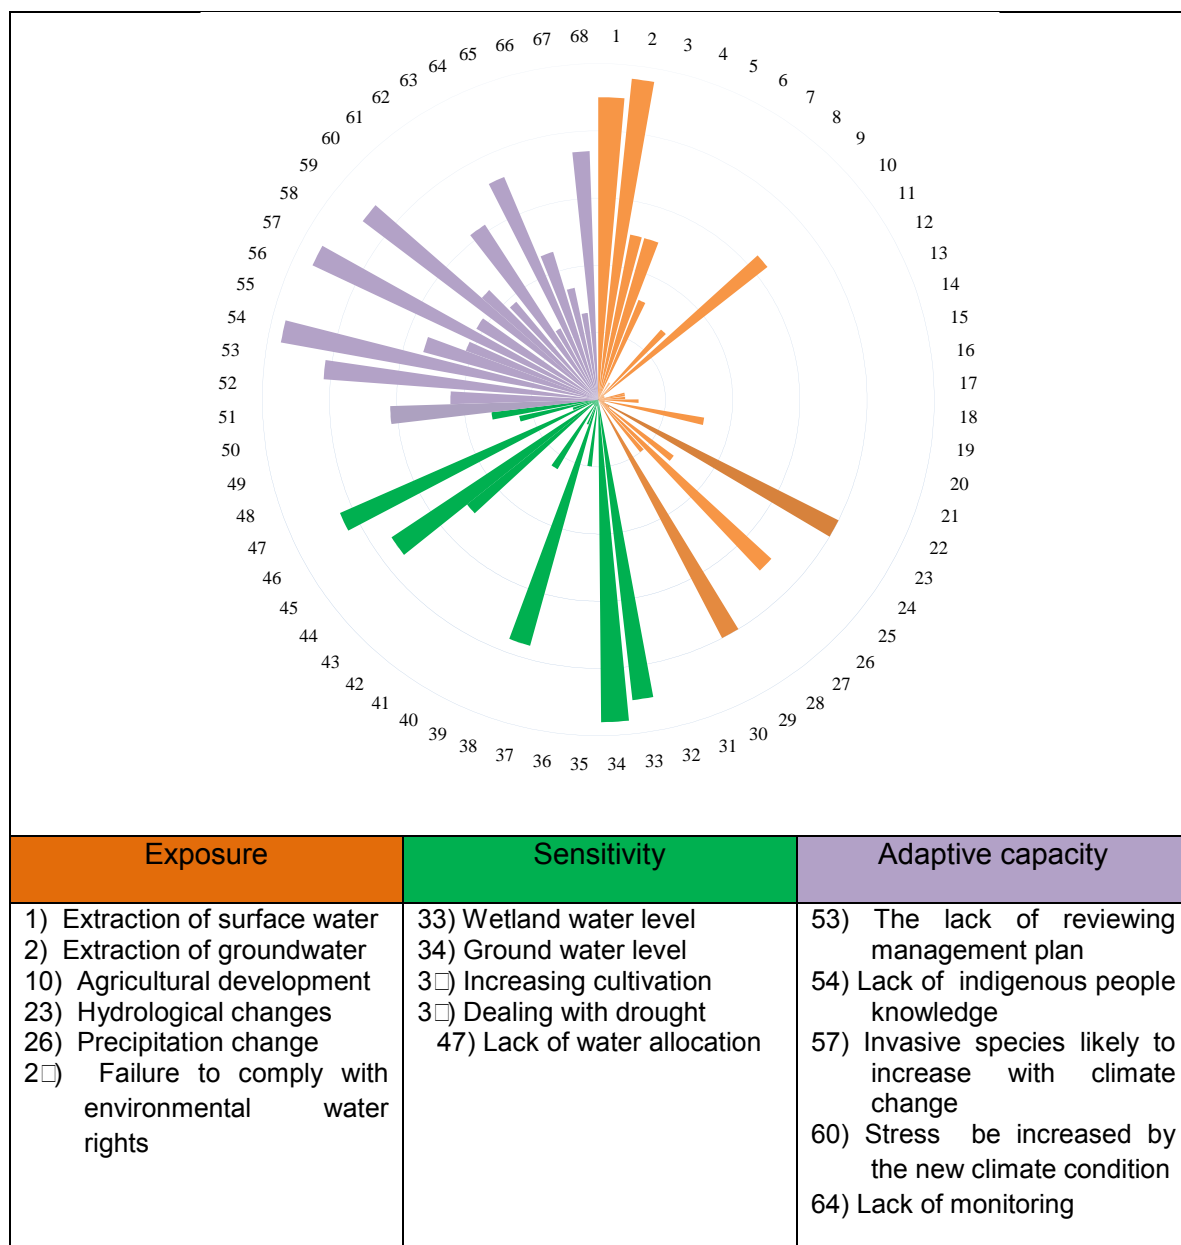 1
2
3
4
5
6
7
8
9
10
11
12
13
14
15
16
17
18
19
20
21
22
23
24
25
26
27
28
29
30
31
32
33
34
35
36
37
38
39
40
41
42
43
44
45
46
47
48
49
50
51
52
53
54
55
56
57
58
59
60
61
62
63
64
65
66
67
68
Exposure
1) Extraction of surface water
2) Extraction of groundwater
10) Agricultural development
23) Hydrological changes
26) Precipitation change
2□) Failure to comply with
environmental water
rights
Sensitivity
33) Wetland water level
34) Ground water level
3□) Increasing cultivation
3□) Dealing with drought
47) Lack of water allocation
Adaptive capacity
53) The lack of reviewing
management plan
54) Lack of indigenous people
knowledge
57) Invasive species likely to
increase with climate
change
60) Stress be increased by
the new climate condition
64) Lack of monitoring